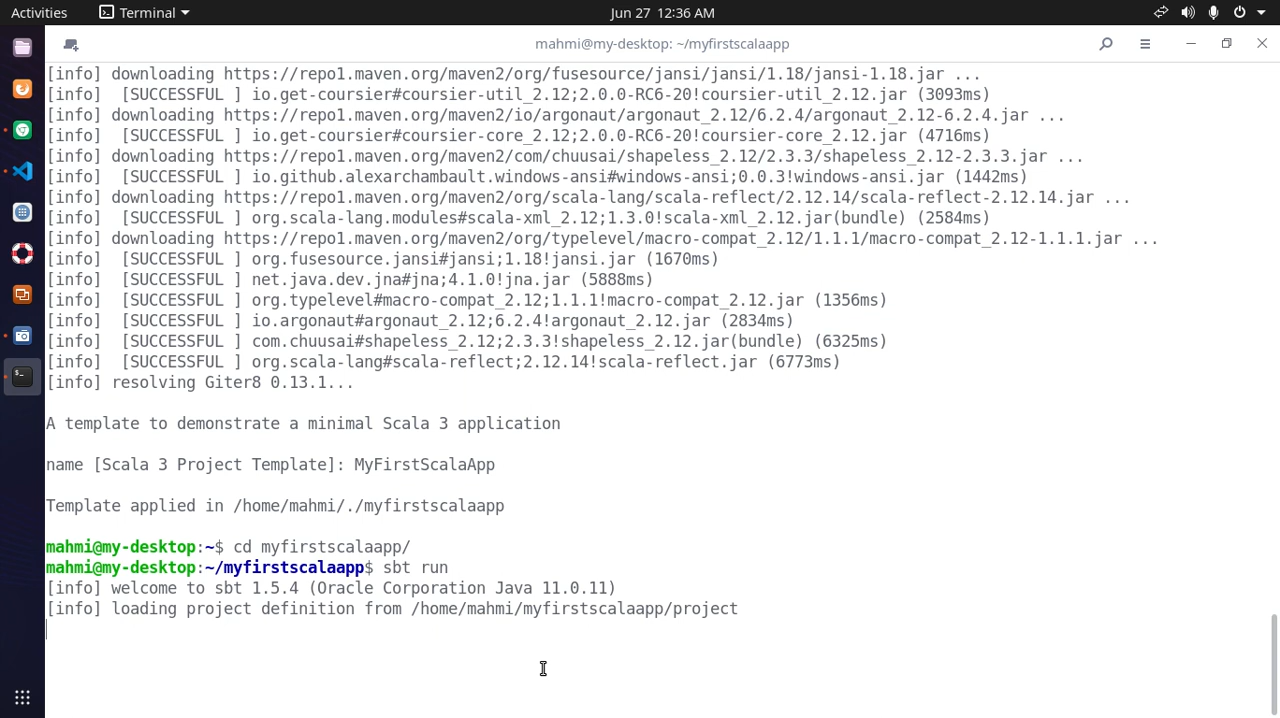 Activities Terminal Jun 27 12:36 AM
mahmi@my-desktop: ~/myfirstscalaapp
[info] downloading https://repo1.maven.org/maven2/org/fusesource/jansi/jansi/1.18/jansi-1.18.jar ...
[info]  [SUCCESSFUL ] io.get-coursier#coursier-util_2.12;2.0.0-RC6-20!coursier-util_2.12.jar (3093ms)
[info] downloading https://repo1.maven.org/maven2/io/argonaut/argonaut_2.12/6.2.4/argonaut_2.12-6.2.4.jar ...
[info]  [SUCCESSFUL ] io.get-coursier#coursier-core_2.12;2.0.0-RC6-20!coursier-core_2.12.jar (4716ms)
[info] downloading https://repo1.maven.org/maven2/com/chuusai/shapeless_2.12/2.3.3/shapeless_2.12-2.3.3.jar ...
[info]  [SUCCESSFUL ] io.github.alexarchambault.windows-ansi#windows-ansi;0.0.3!windows-ansi.jar (1442ms)
[info] downloading https://repo1.maven.org/maven2/org/scala-lang/scala-reflect/2.12.14/scala-reflect-2.12.14.jar ...
[info]  [SUCCESSFUL ] org.scala-lang.modules#scala-xml_2.12;1.3.0!scala-xml_2.12.jar(bundle) (2584ms)
[info] downloading https://repo1.maven.org/maven2/org/typelevel/macro-compat_2.12/1.1.1/macro-compat_2.12-1.1.1.jar ...
[info]  [SUCCESSFUL ] org.fusesource.jansi#jansi;1.18!jansi.jar (1670ms)
[info]  [SUCCESSFUL ] net.java.dev.jna#jna;4.1.0!jna.jar (5888ms)
[info]  [SUCCESSFUL ] org.typelevel#macro-compat_2.12;1.1.1!macro-compat_2.12.jar (1356ms)
[info]  [SUCCESSFUL ] io.argonaut#argonaut_2.12;6.2.4!argonaut_2.12.jar (2834ms)
[info]  [SUCCESSFUL ] com.chuusai#shapeless_2.12;2.3.3!shapeless_2.12.jar(bundle) (6325ms)
[info]  [SUCCESSFUL ] org.scala-lang#scala-reflect;2.12.14!scala-reflect.jar (6773ms)
[info] resolving Giter8 0.13.1...
A template to demonstrate a minimal Scala 3 application
name [Scala 3 Project Template]: MyFirstScalaApp
Template applied in /home/mahmi/./myfirstscalaapp
mahmi@my-desktop:~$ cd myfirstscalaapp/
mahmi@my-desktop:~/myfirstscalaapp$ sbt run
[info] welcome to sbt 1.5.4 (Oracle Corporation Java 11.0.11)
[info] loading project definition from /home/mahmi/myfirstscalaapp/project